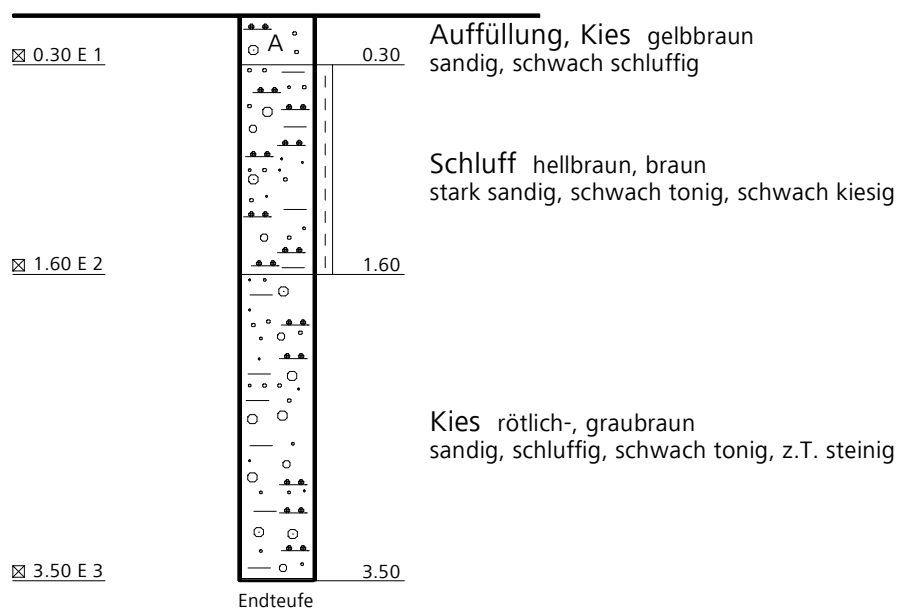 Auffüllung, Kies gelbbraun
A
⊠ 0.30 E 1
0.30
sandig, schwach schluffig
Schluff hellbraun, braun
stark sandig, schwach tonig, schwach kiesig
⊠ 1.60 E 2
1.60
Kies rötlich-, graubraun
sandig, schluffig, schwach tonig, z.T. steinig
⊠ 3.50 E 3
3.50
Endteufe